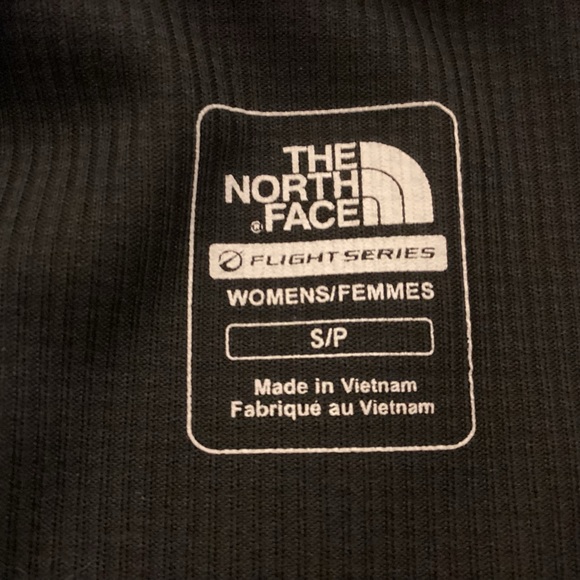 THE
NORTH
FACE
®
FLIGHT SERIES
WOMENS/FEMMES
S/P
Made in Vietnam
Fabriqué au Vietnam